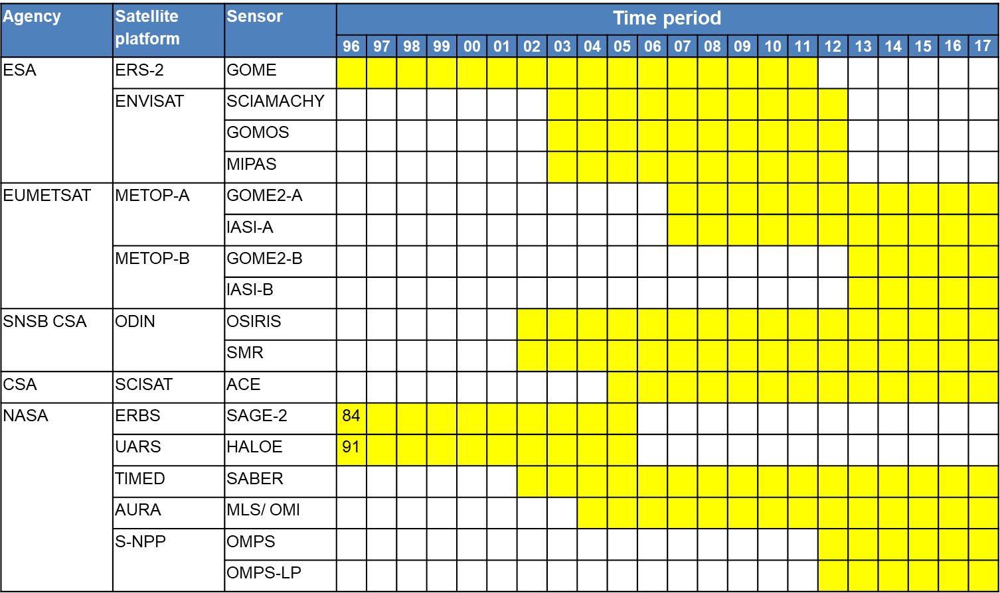 Agency Satellite platform Sensor Time period
96 97 98 99 00 01 02 03 04 05 06 07 08 09 10 11 12 13 14 15 16 17
ESA ERS-2 GOME
ENVISAT SCIAMACHY
GOMOS
MIPAS
EUMETSAT METOP-A GOME2-A
IASI-A
METOP-B GOME2-B
IASI-B
SNSB CSA ODIN OSIRIS
SMR
CSA SCISAT ACE
NASA ERBS SAGE-2 84
UARS HALOE 91
TIMED SABER
AURA MLS/ OMI
S-NPP OMPS
OMPS-LP